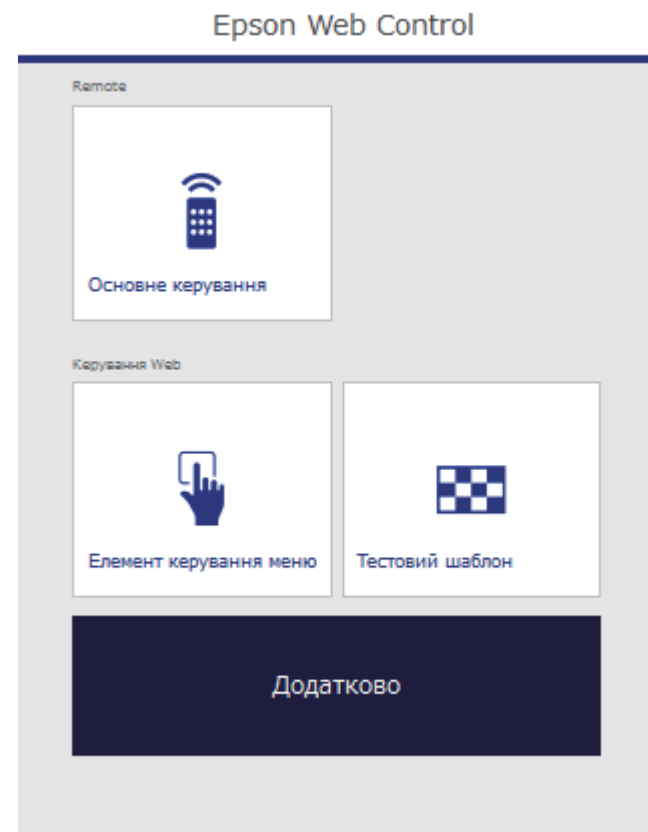 Epson Web Control
Remote
Основне керування
Керування Web
Елемент керування меню
Тестовий шаблон
Додатково